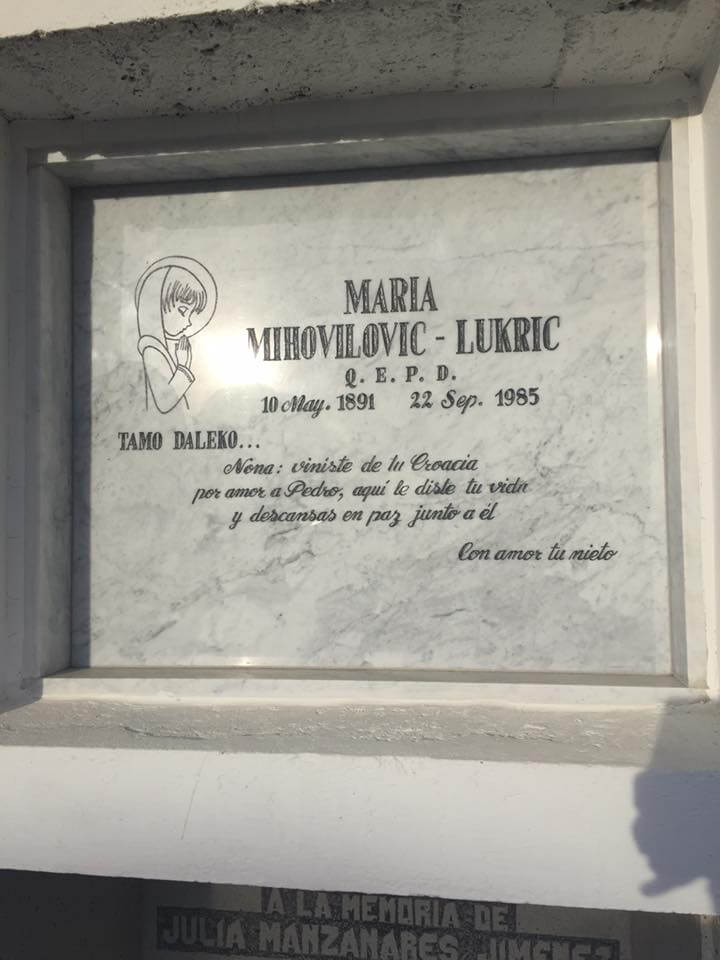 MARIA
MIHOVILOVIC - LUKRIC
Q. E. P. D.
10 May. 1891 22 Sep. 1985
TAMO DALEKO...
Nona: viniste de tu Croacia
por amor a Pedro, aquí le diste tu vida
y descansas en paz junto a él
Con amor tu nieto
A LA MEMORIA DE
JULIA MANZANARES JIMENEZ